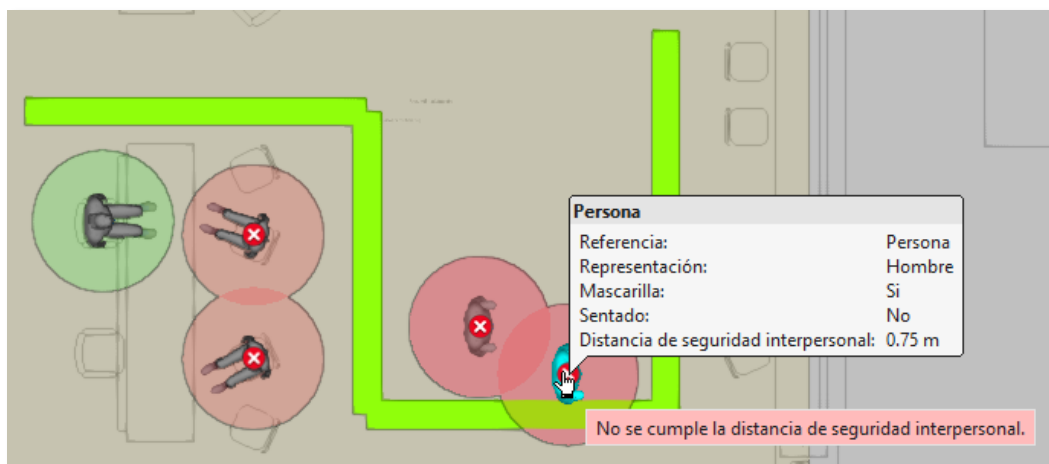 Persona
Referencia: Persona
Representación: Hombre
Mascarilla: Si
Sentado: No
Distancia de seguridad interpersonal: 0.75 m
No se cumple la distancia de seguridad interpersonal.